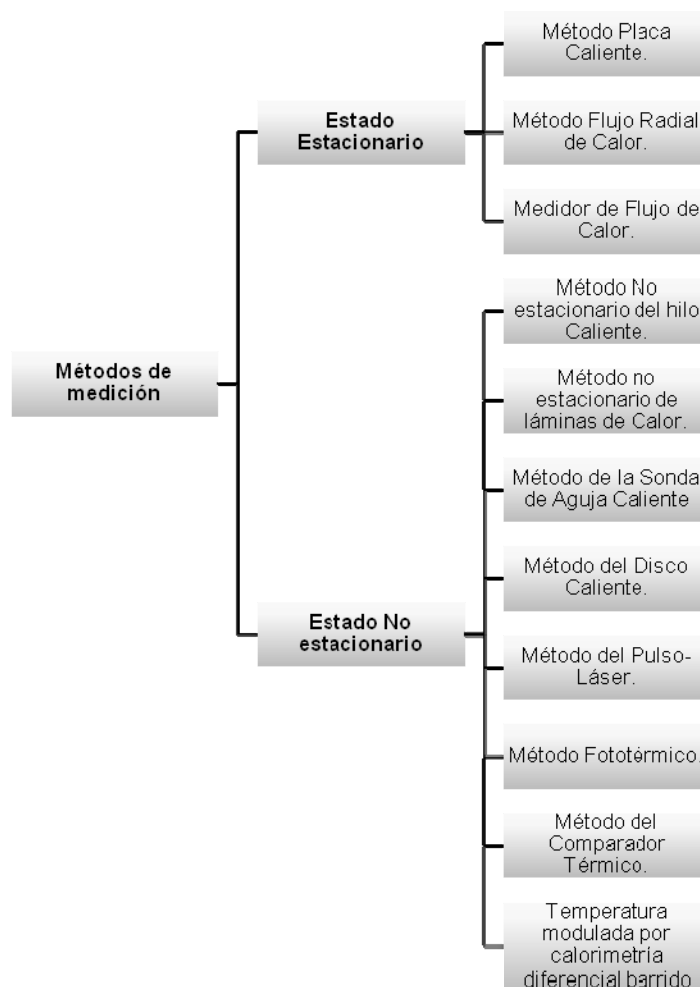 Métodos de
medición
Estado
Estacionario
Método Placa
Caliente.
Método Flujo Radial
de Calor.
Medidor de Flujo de
Calor.
Estado No
estacionario
Método No
estacionario del hilo
Caliente.
Método no
estacionario de
láminas de Calor.
Método de la Sonda
de Aguja Caliente
Método del Disco
Caliente.
Método del Pulso-
Láser.
Método Fototérmico.
Método del
Comparador
Térmico.
Temperatura
modulada por
calorimetría
diferencial barrido